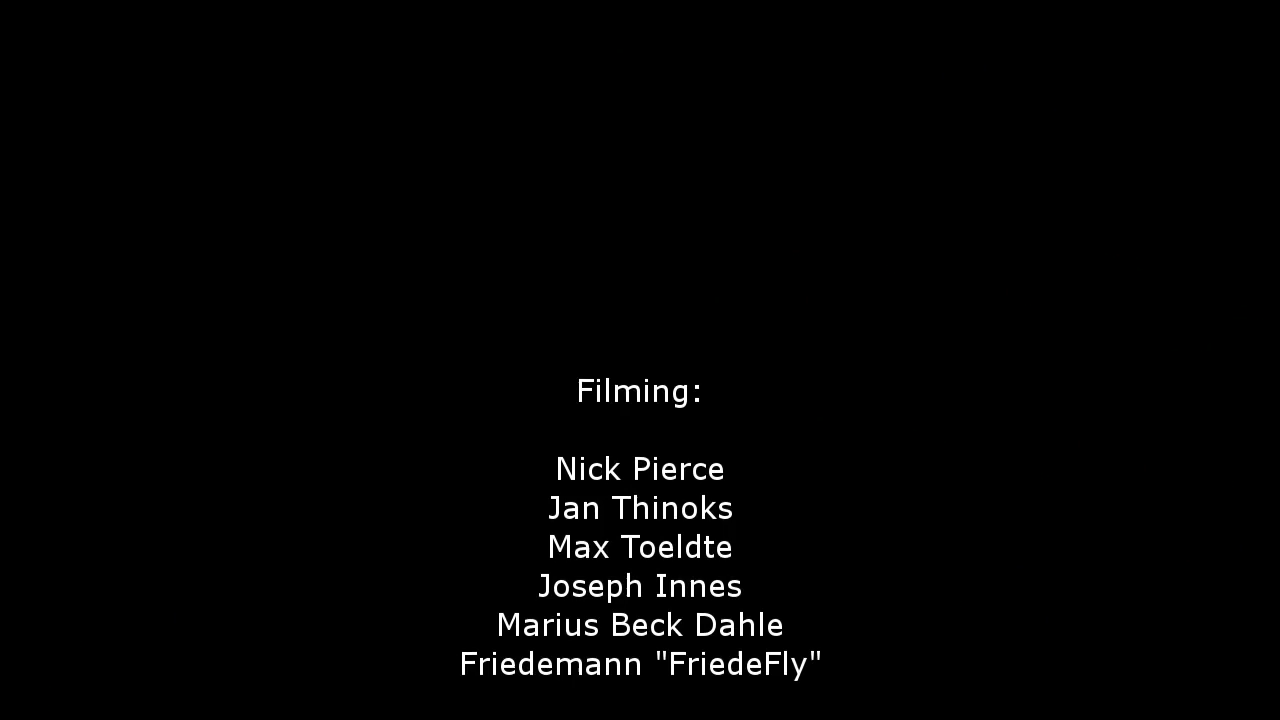 Filming:
Nick Pierce
Jan Thinoks
Max Toeldte
Joseph Innes
Marius Beck Dahle
Friedemann "FriedeFly"